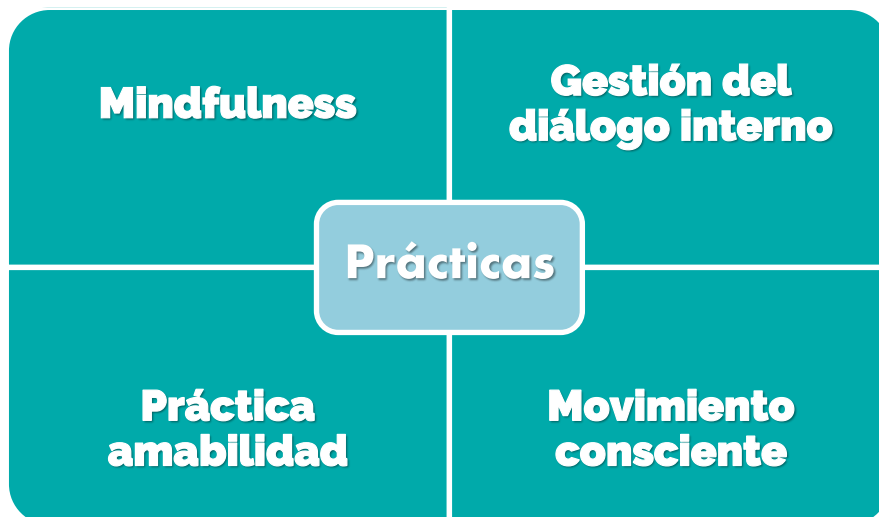 Mindfulness
Gestión del
diálogo interno
Prácticas
Práctica
amabilidad
Movimiento
consciente